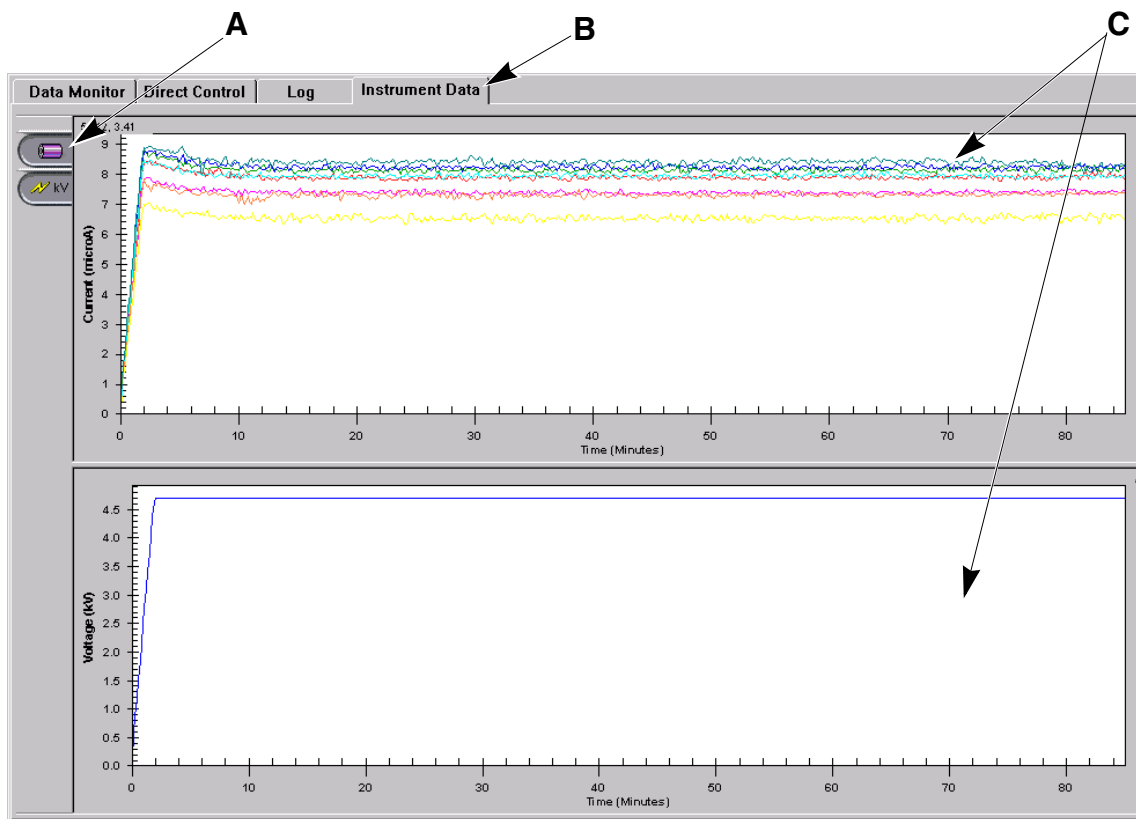 A B C
Data Monitor Direct Control Log Instrument Data
3.41
kV
Current (microA)
9
8
7
6
5
4
3
2
1
0
0 10 20 30 40 50 60 70 80
Time (Minutes)
Voltage (kV)
4.5
4.0
3.5
3.0
2.5
2.0
1.5
1.0
0.5
0.0
0 10 20 30 40 50 60 70 80
Time (Minutes)